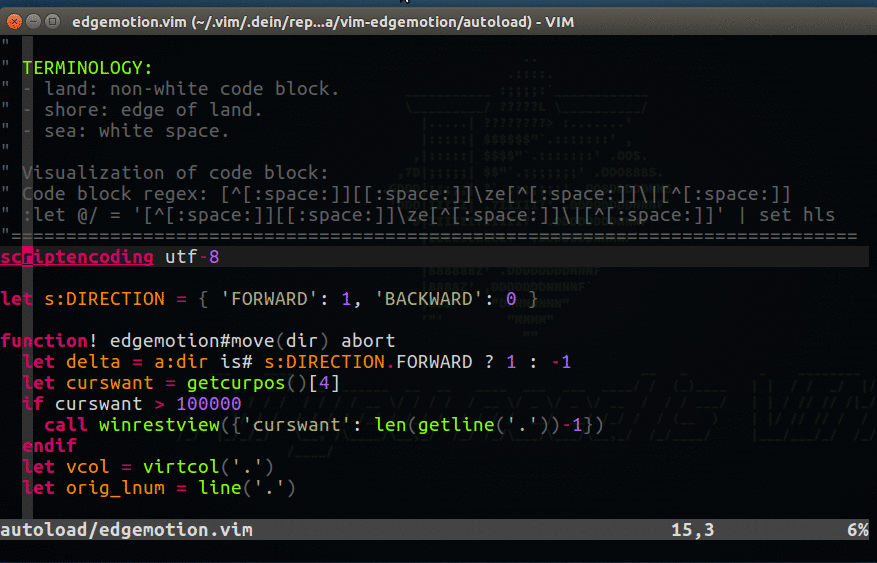 edgemotion.vim (~/.vim/.dein/rep...a/vim-edgemotion/autoload) - VIM
"
" TERMINOLOGY:
" - land: non-white code block.
" - shore: edge of land.
" - sea: white space.
"
" Visualization of code block:
" Code block regex: [^[:space:]][[:space:]]\ze[^[:space:]]\|[^[:space:]]
" :let @/ = '[^[:space:]][[:space:]]\ze[^[:space:]]\|[^[:space:]]' | set hls
"=============================================================================
scriptencoding utf-8
let s:DIRECTION = { 'FORWARD': 1, 'BACKWARD': 0 }
function! edgemotion#move(dir) abort
  let delta = a:dir is# s:DIRECTION.FORWARD ? 1 : -1
  let curswant = getcurpos()[4]
  if curswant > 100000
    call winrestview({'curswant': len(getline('.'))-1})
  endif
  let vcol = virtcol('.')
  let orig_lnum = line('.')
autoload/edgemotion.vim 15,3 6%